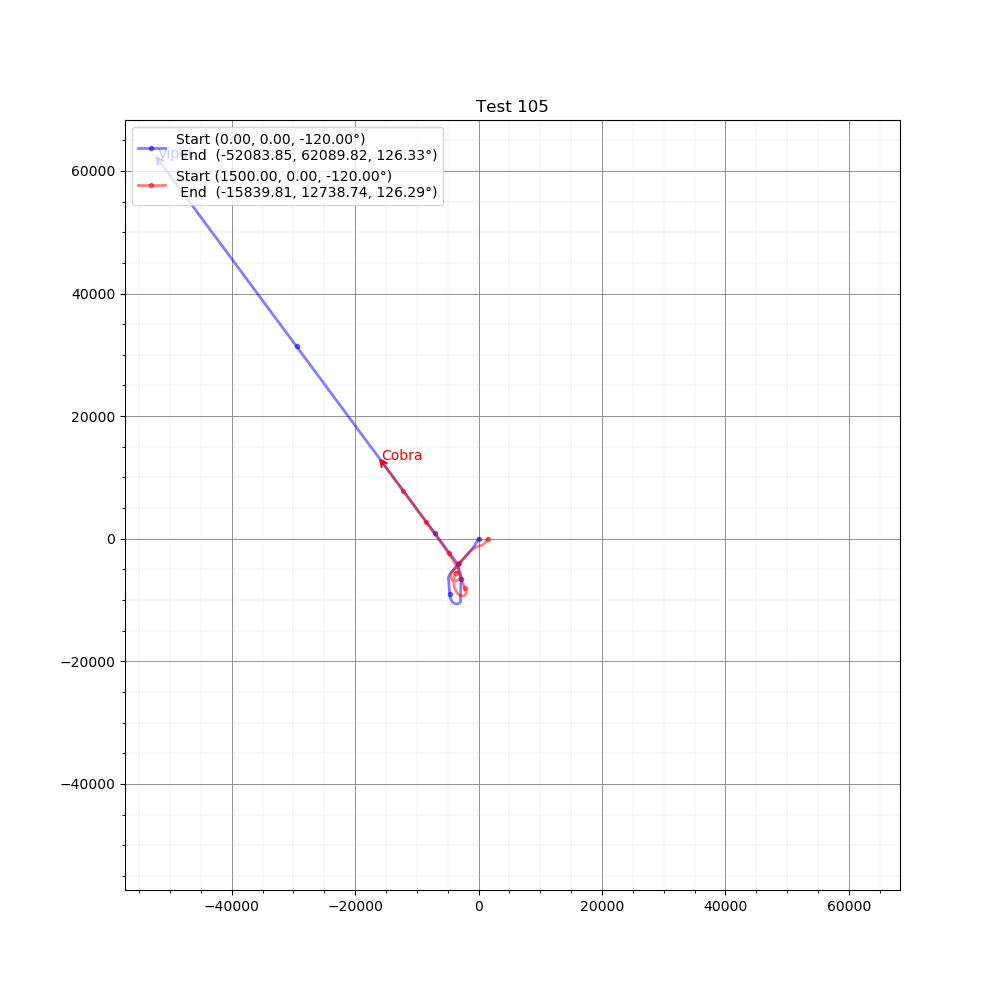 Test 105
Start (0.00, 0.00, -120.00°)
End (-52083.85, 62089.82, 126.33°)
Start (1500.00, 0.00, -120.00°)
End (-15839.81, 12738.74, 126.29°)
60000
40000
Cobra
20000
0
−20000
−40000
−40000 −20000 0 20000 40000 60000